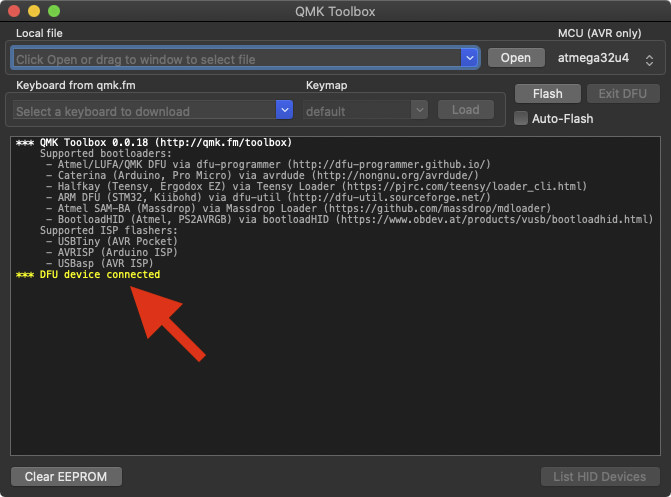 QMK Toolbox
Local file
MCU (AVR only)
Click Open or drag to window to select file
Open
atmega32u4
Keyboard from qmk.fm
Keymap
Flash
Exit DFU
Select a keyboard to download
default
Load
Auto-Flash
*** QMK Toolbox 0.0.18 (http://qmk.fm/toolbox)
Supported bootloaders:
- Atmel/LUFA/QMK DFU via dfu-programmer (http://dfu-programmer.github.io/)
- Caterina (Arduino, Pro Micro) via avrdude (http://nongnu.org/avrdude/)
- Halfkay (Teensy, Ergodox EZ) via Teensy Loader (https://pjrc.com/teensy/loader_cli.html)
- ARM DFU (STM32, Kiibohd) via dfu-util (http://dfu-util.sourceforge.net/)
- Atmel SAM-BA (Massdrop) via Massdrop Loader (https://github.com/massdrop/mdloader)
- BootloadHID (Atmel, PS2AVRGB) via bootloadHID (https://www.obdev.at/products/vusb/bootloadhid.html)
Supported ISP flashers:
- USBTiny (AVR Pocket)
- AVRISP (Arduino ISP)
- USBasp (AVR ISP)
*** DFU device connected
Clear EEPROM
List HID Devices